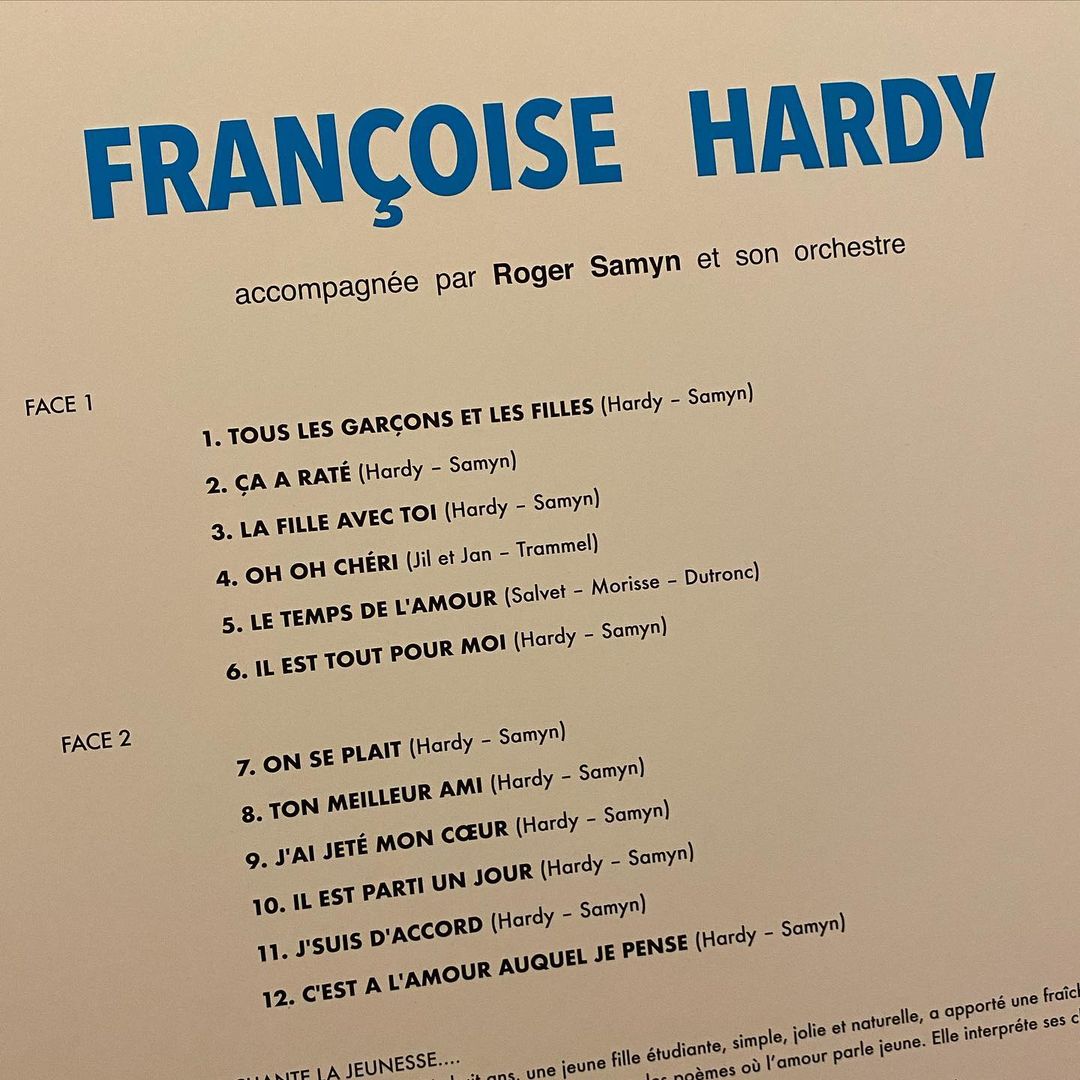 FRANÇOISE HARDY
accompagnée par Roger Samyn et son orchestre
FACE 1
1. TOUS LES GARÇONS ET LES FILLES (Hardy – Samyn)
2. ÇA A RATÉ (Hardy – Samyn)
3. LA FILLE AVEC TOI (Hardy – Samyn)
4. OH OH CHÉRI (Jil et Jan – Trammel)
5. LE TEMPS DE L'AMOUR (Salvet – Morisse – Dutronc)
6. IL EST TOUT POUR MOI (Hardy – Samyn)
FACE 2
7. ON SE PLAIT (Hardy – Samyn)
8. TON MEILLEUR AMI (Hardy – Samyn)
9. J'AI JETÉ MON CŒUR (Hardy – Samyn)
10. IL EST PARTI UN JOUR (Hardy – Samyn)
11. J'SUIS D'ACCORD (Hardy – Samyn)
12. C'EST A L'AMOUR AUQUEL JE PENSE (Hardy – Samyn)
LA JEUNESSE....
ans, une jeune fille étudiante, simple, jolie et naturelle, a apporté une
poèmes où l'amour parle jeune. Elle interpréte ses